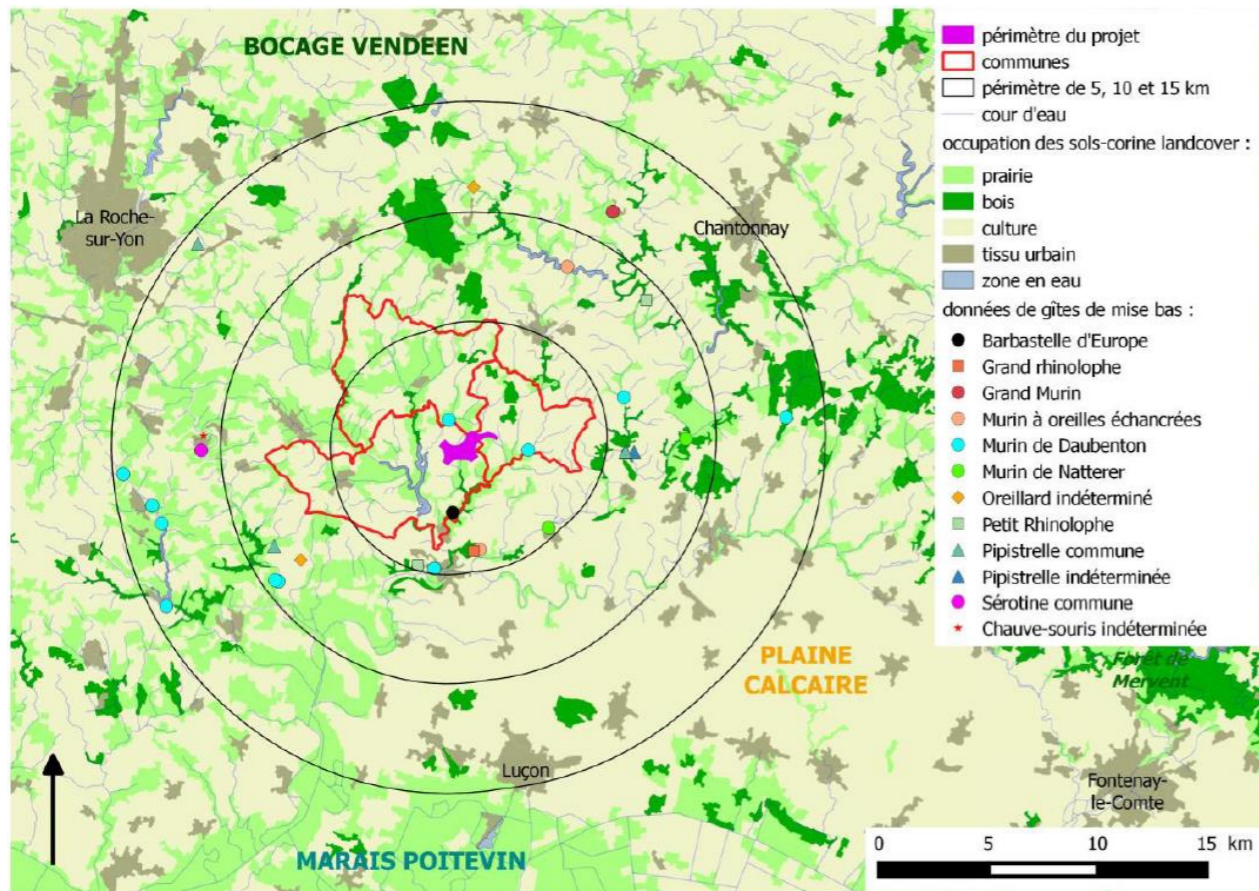 BOCAGE VENDEEN
La Roche-
sur-Yon
Chantonnay
PLAINE
CALCAIRE
Forêt de
Mervent
Luçon
Fontenay-
le-Comte
MARAIS POITEVIN
périmètre du projet
communes
périmètre de 5, 10 et 15 km
cour d'eau
occupation des sols-corine landcover :
prairie
bois
culture
tissu urbain
zone en eau
données de gîtes de mise bas :
Barbastelle d'Europe
Grand rhinolophe
Grand Murin
Murin à oreilles échancrées
Murin de Daubenton
Murin de Natterer
Oreillard indéterminé
Petit Rhinolophe
Pipistrelle commune
Pipistrelle indéterminée
Sérotine commune
Chauve-souris indéterminée
0 5 10 15 km